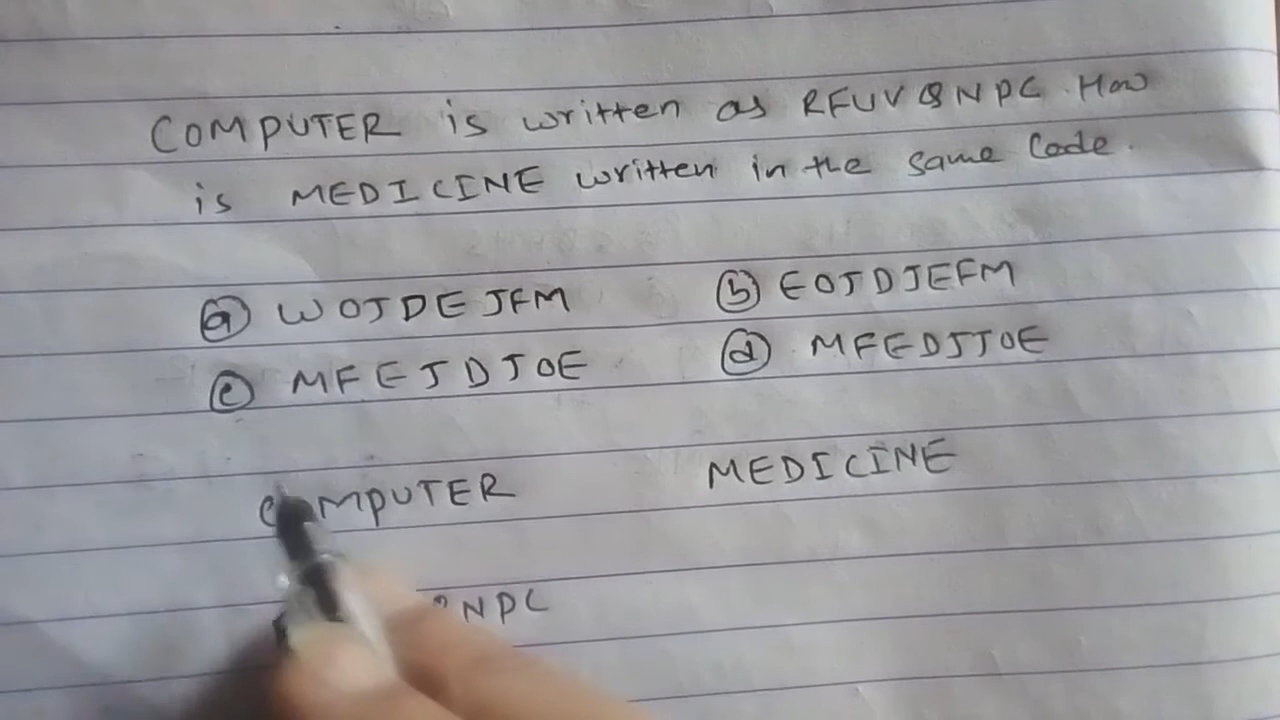 COMPUTER is written as RFUVQNPC. How
is MEDICINE written in the same Code.
(a) WOJDEJFM (b) EOJDJEFM
(c) MFEJDJOE (d) MFEDJJOE
COMPUTER MEDICINE
NPC